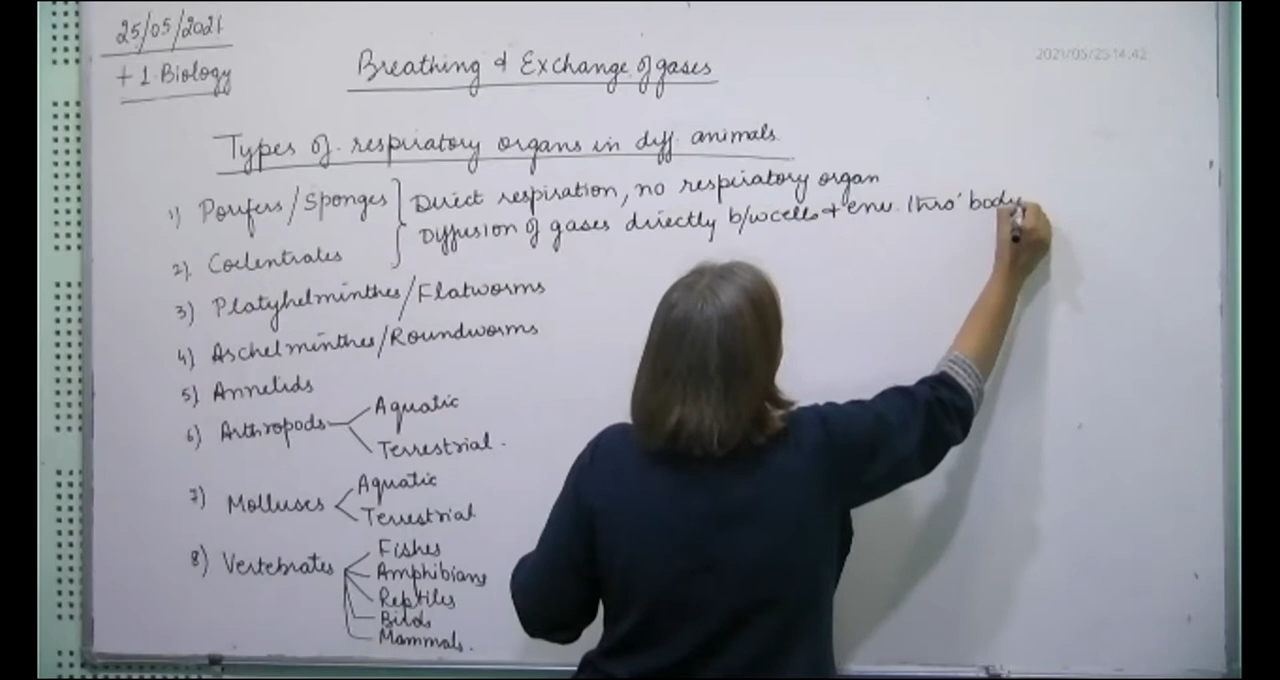 25/05/2021
+1 Biology
2021/05/25 14:42
Breathing & Exchange of gases
Types of respiratory organs in diff. animals
1) Porifers/Sponges } Direct respiration, no respiratory organ
Diffusion of gases directly b/w cells & env. thro' body
2) Coelentrates
3) Platyhelminthes/Flatworms
4) Aschelminthes/Roundworms
5) Annelids
6) Arthropods
Aquatic
Terrestrial.
7) Molluscs
Aquatic
Terrestrial
8) Vertebrates
Fishes
Amphibians
Reptiles
Birds
Mammals.